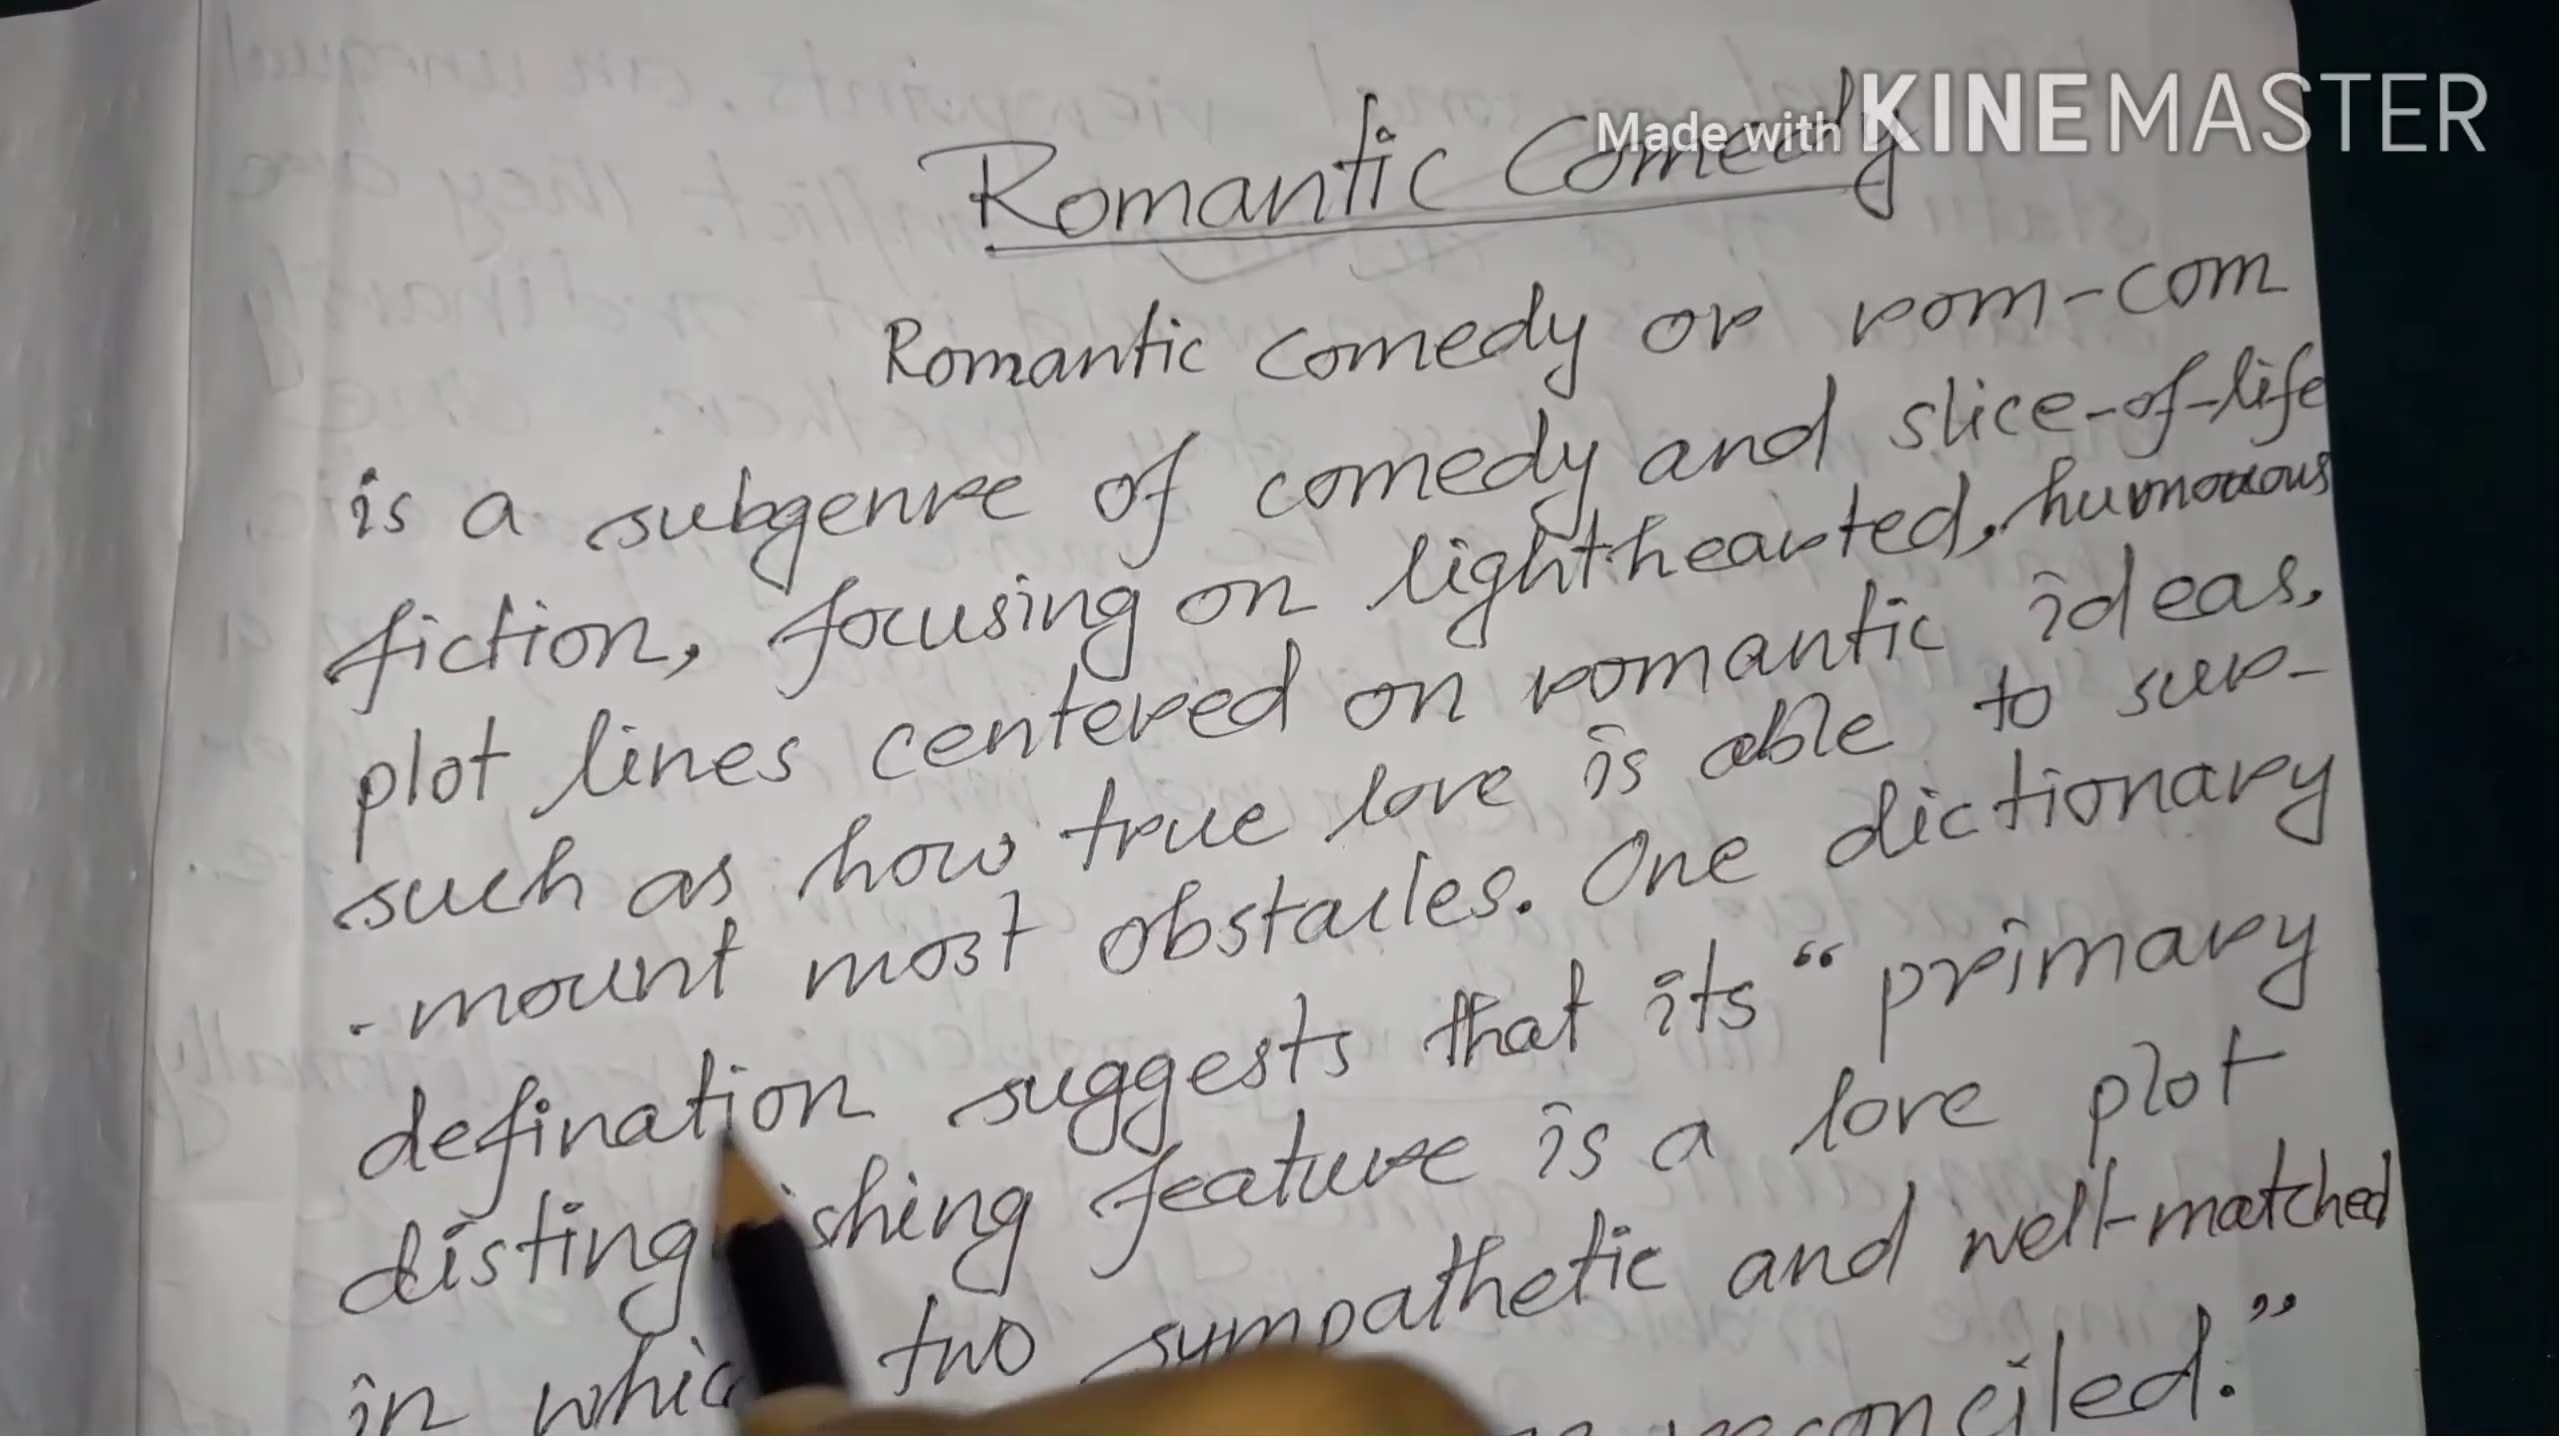 Made with KINEMASTER
Romantic Comedy
Romantic comedy or rom-com
is a subgenre of comedy and slice-of-life
fiction, focusing on lighthearted, humorous
plot lines centered on romantic ideas,
such as how true love is able to sur-
-mount most obstacles. One dictionary
defination suggests that its "primary
distinguishing feature is a love plot
in which two sympathetic and well-matched
reconciled."